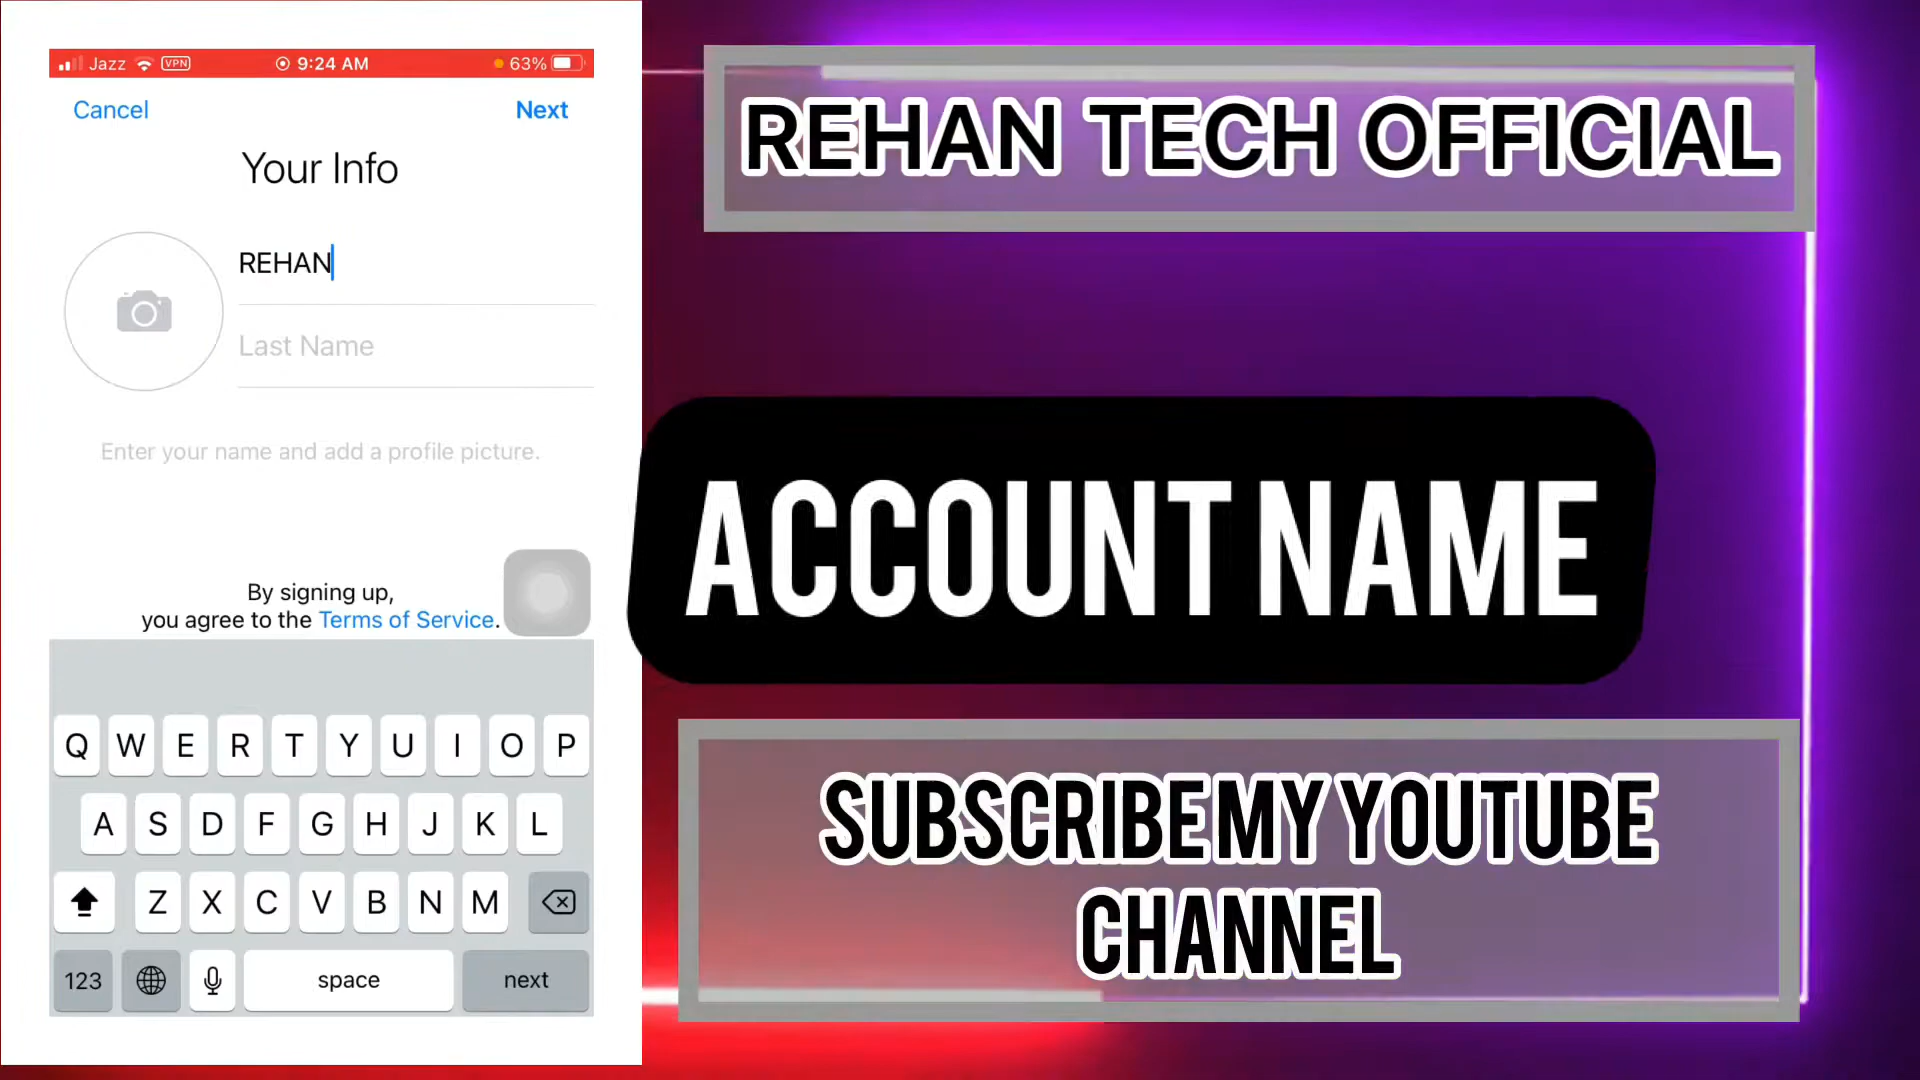 Jazz VPN 9:24 AM 63%
Cancel Next
Your Info
REHAN
Last Name
Enter your name and add a profile picture.
By signing up,
you agree to the Terms of Service.
Q W E R T Y U I O P
A S D F G H J K L
Z X C V B N M
123 space next
REHAN TECH OFFICIAL
ACCOUNT NAME
SUBSCRIBE MY YOUTUBE
CHANNEL